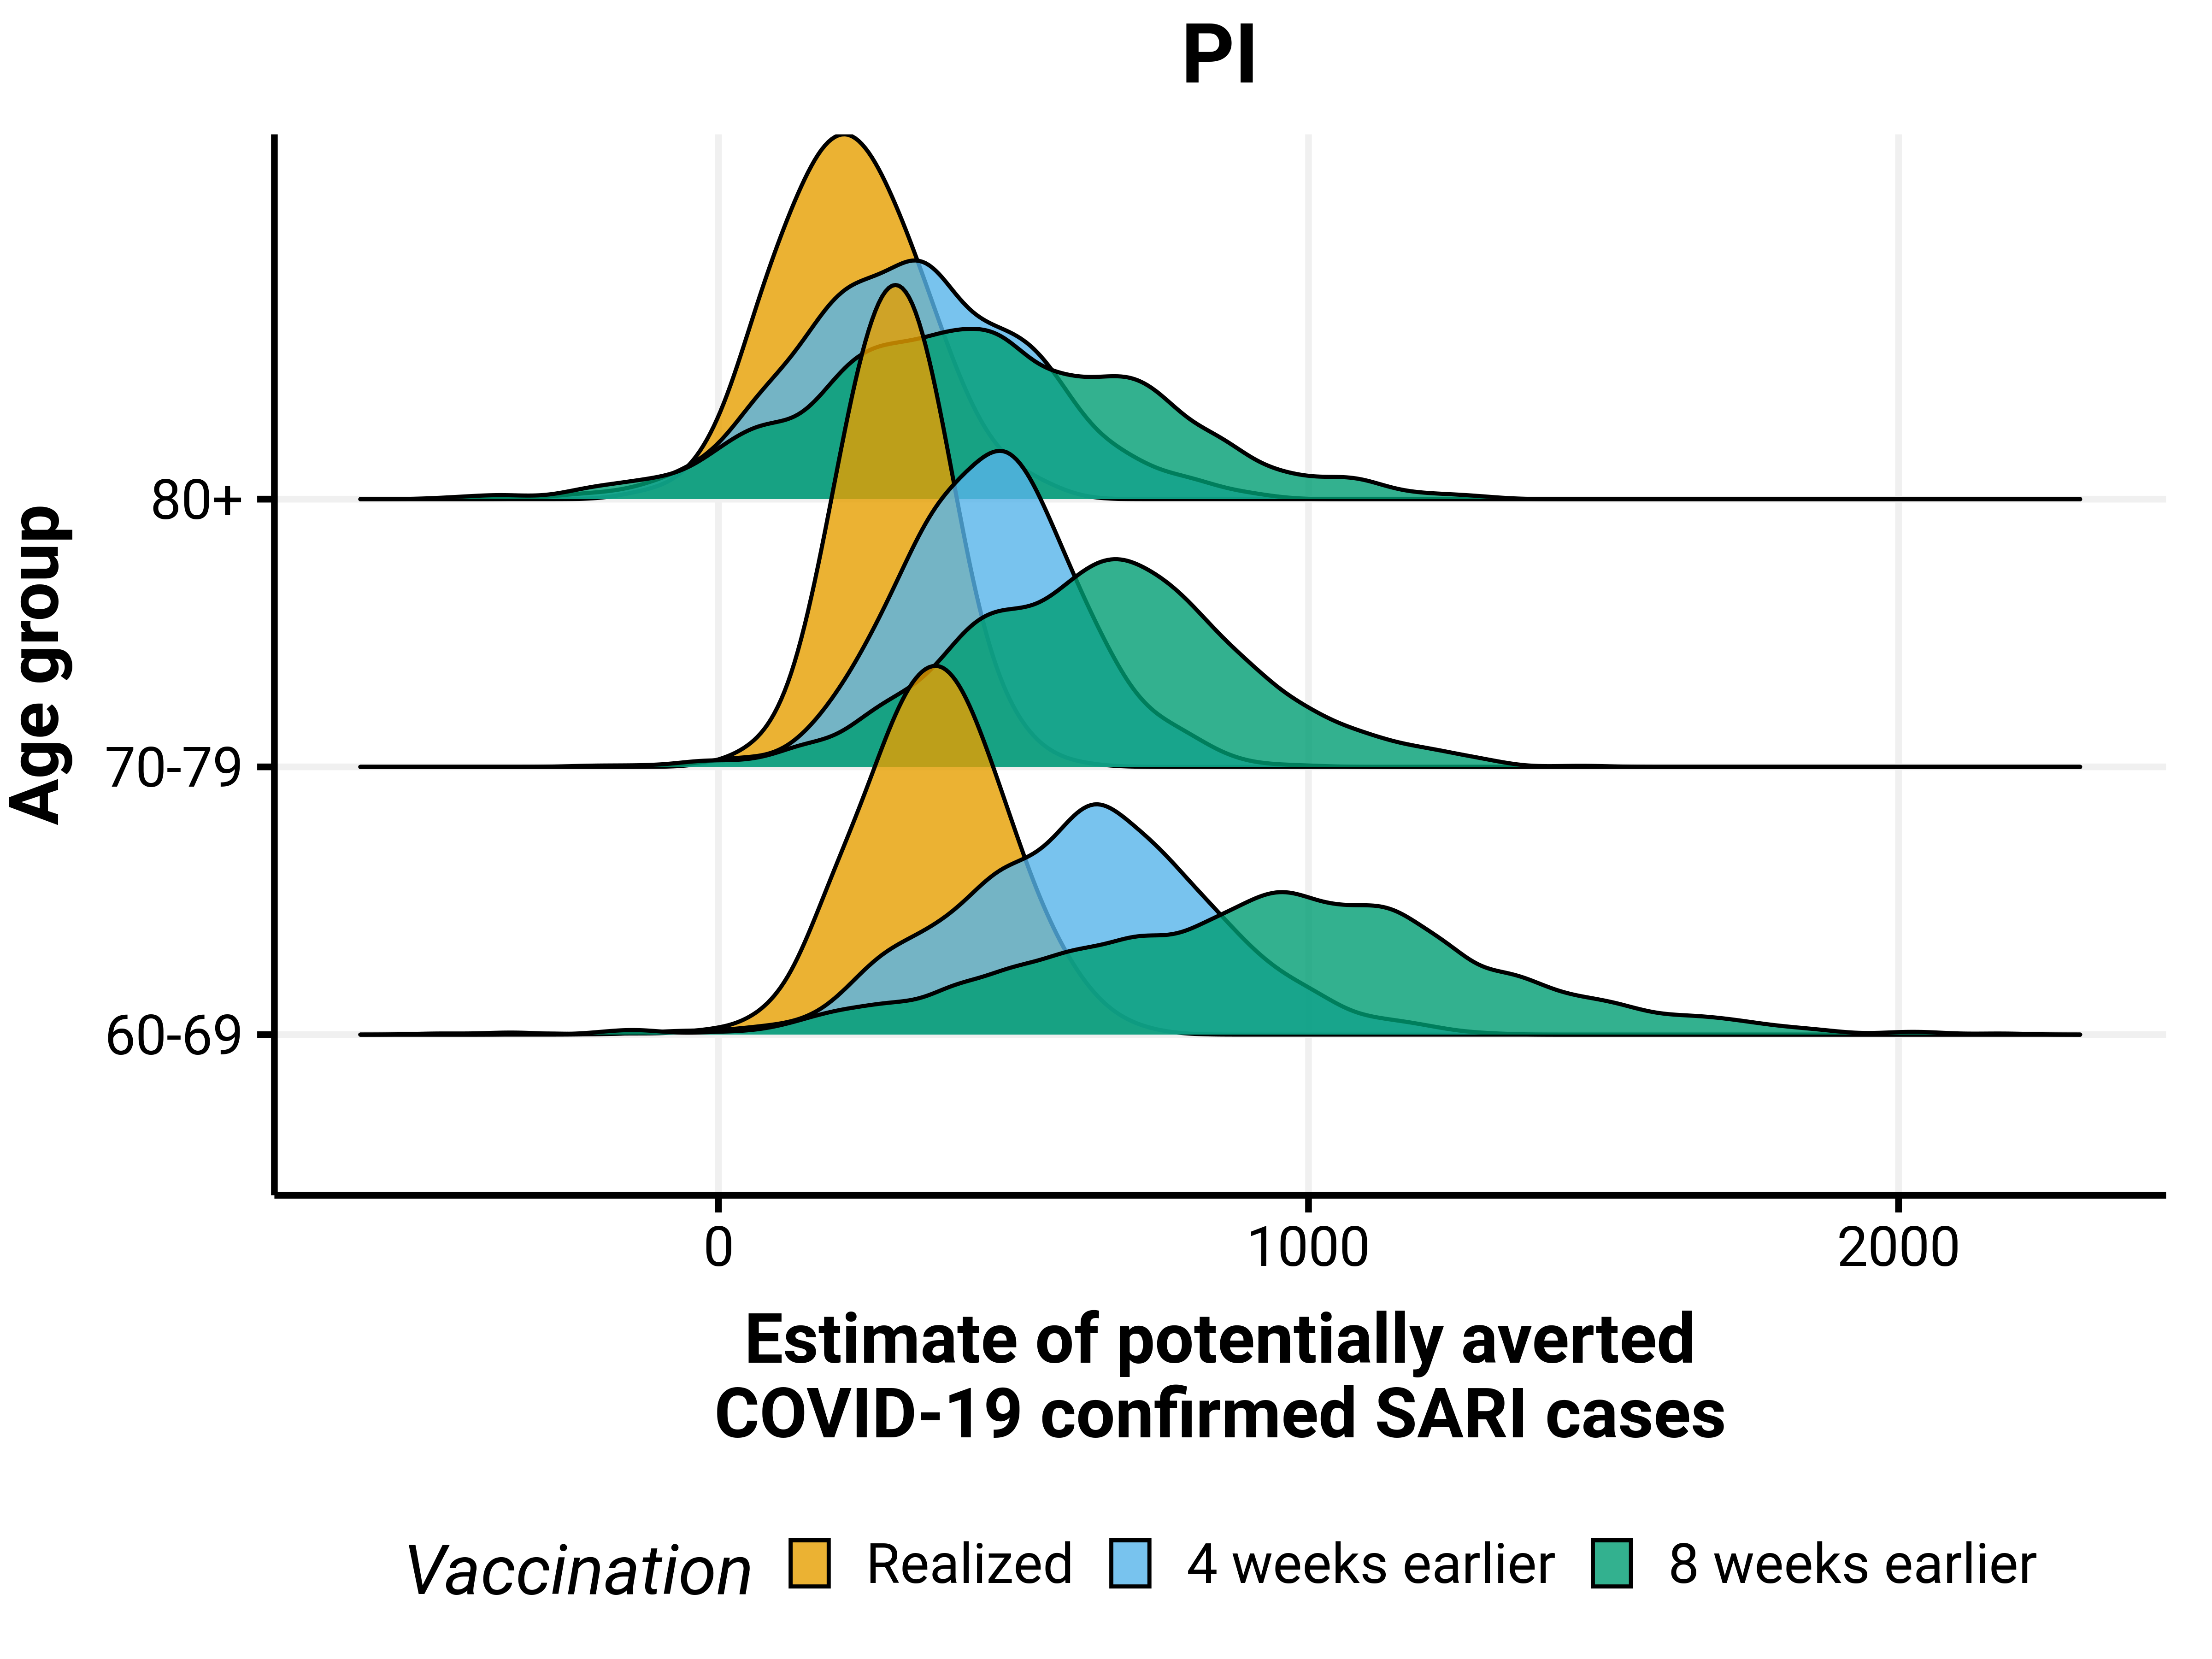 PI
Age group
80+
70-79
60-69
0 1000 2000
Estimate of potentially averted
COVID-19 confirmed SARI cases
Vaccination Realized 4 weeks earlier 8 weeks earlier